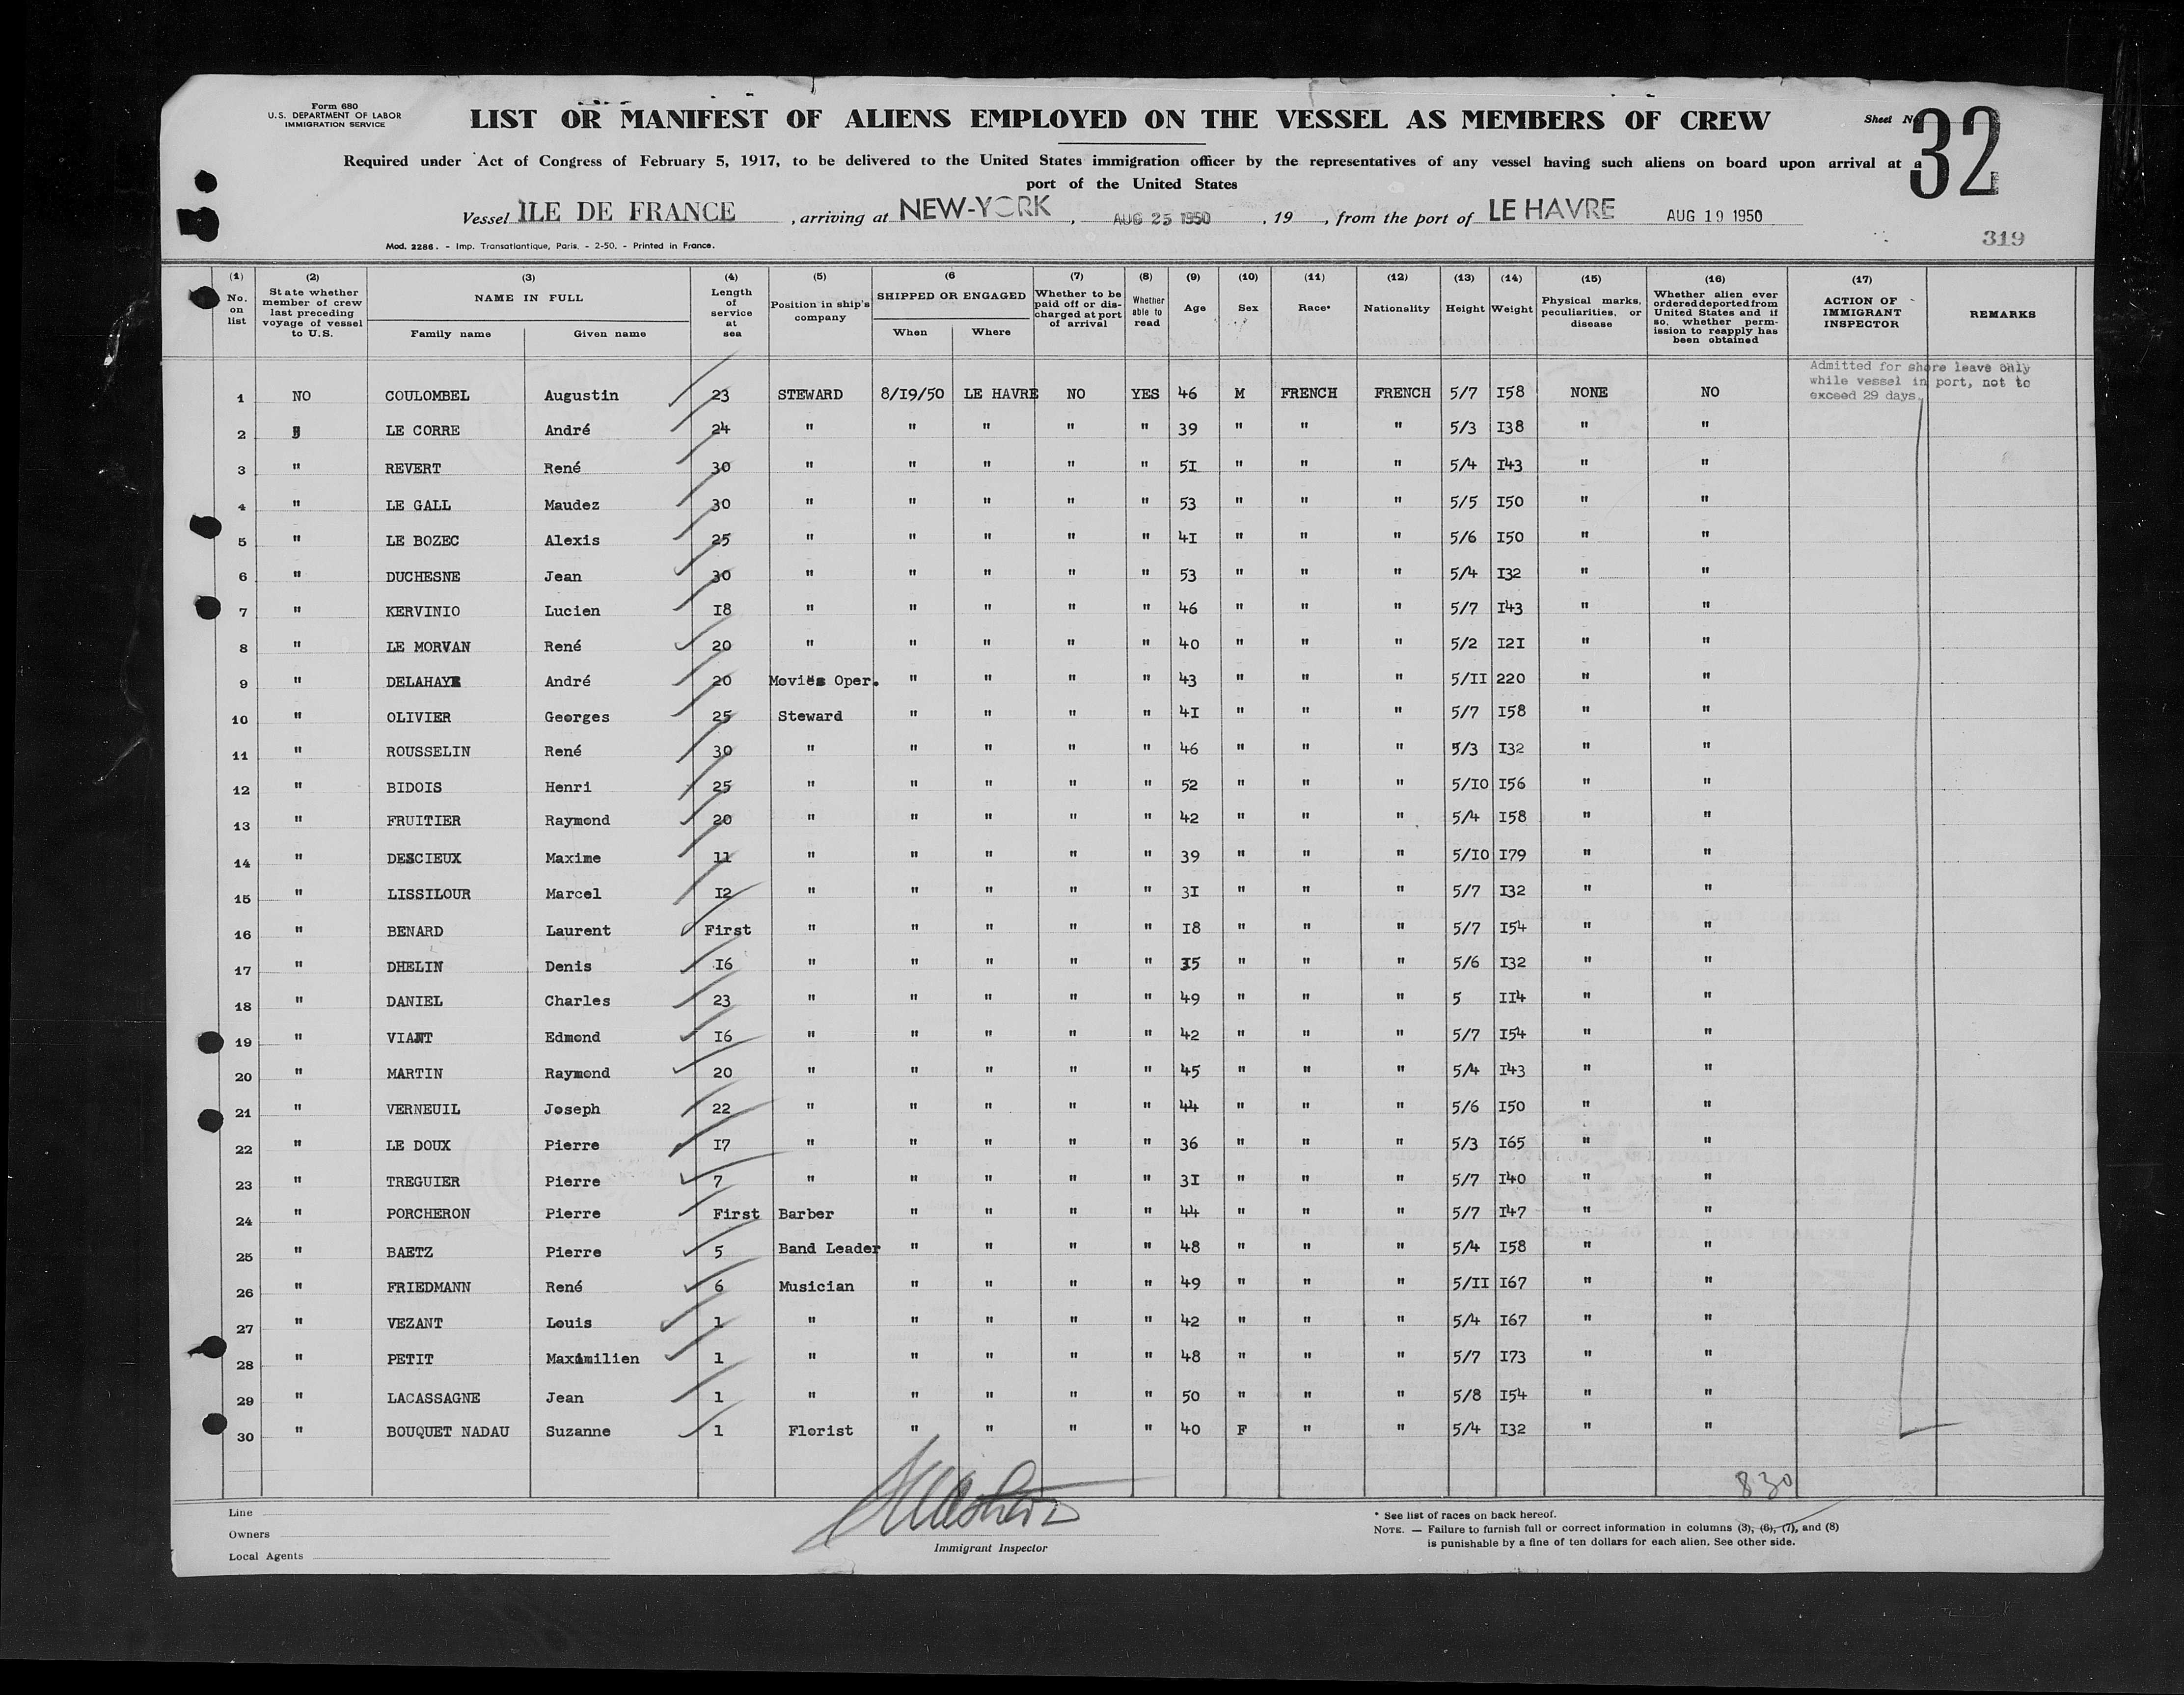 Form 680
U.S. DEPARTMENT OF LABOR
IMMIGRATION SERVICE
LIST OR MANIFEST OF ALIENS EMPLOYED ON THE VESSEL AS MEMBERS OF CREW
Sheet No
32
Required under Act of Congress of February 5, 1917, to be delivered to the United States immigration officer by the representatives of any vessel having such aliens on board upon arrival at a
port of the United States
Vessel ILE DE FRANCE , arriving at NEW-YORK , AUG 25 1950 , 19 , from the port of LE HAVRE AUG 19 1950
Mod. 2286. - Imp. Transatlantique, Paris. - 2-50. - Printed in France.
319
(1) No. on list
(2) State whether member of crew last preceding voyage of vessel to U.S.
(3) NAME IN FULL Family name Given name
(4) Length of service at sea
(5) Position in ship's company
(6 SHIPPED OR ENGAGED When Where
(7) Whether to be paid off or discharged at port of arrival
(8) Whether able to read
(9) Age
(10) Sex
(11) Race*
(12) Nationality
(13) Height
(14) Weight
(15) Physical marks, peculiarities, or disease
(16) Whether alien ever ordered deported from United States and if so, whether permission to reapply has been obtained
(17) ACTION OF IMMIGRANT INSPECTOR
REMARKS
Admitted for shore leave only
while vessel in port, not to
exceed 29 days.
1 NO COULOMBEL Augustin 23 STEWARD 8/19/50 LE HAVRE NO YES 46 M FRENCH FRENCH 5/7 158 NONE NO
2 " LE CORRE André 24 " " " " " 39 " " " 5/3 138 " "
3 " REVERT René 30 " " " " " 51 " " " 5/4 143 " "
4 " LE GALL Maudez 30 " " " " " 53 " " " 5/5 150 " "
5 " LE BOZEC Alexis 25 " " " " " 41 " " " 5/6 150 " "
6 " DUCHESNE Jean 30 " " " " " 53 " " " 5/4 132 " "
7 " KERVINIO Lucien 18 " " " " " 46 " " " 5/7 143 " "
8 " LE MORVAN René 20 " " " " " 40 " " " 5/2 121 " "
9 " DELAHAYE André 20 Movies Oper. " " " " 43 " " " 5/11 220 " "
10 " OLIVIER Georges 25 Steward " " " " 41 " " " 5/7 158 " "
11 " ROUSSELIN René 30 " " " " " 46 " " " 5/3 132 " "
12 " BIDOIS Henri 25 " " " " " 52 " " " 5/10 156 " "
13 " FRUITIER Raymond 20 " " " " " 42 " " " 5/4 158 " "
14 " DESCIEUX Maxime 11 " " " " " 39 " " " 5/10 179 " "
15 " LISSILOUR Marcel 12 " " " " " 31 " " " 5/7 132 " "
16 " BENARD Laurent First " " " " " 18 " " " 5/7 154 " "
17 " DHELIN Denis 16 " " " " " 35 " " " 5/6 132 " "
18 " DANIEL Charles 23 " " " " " 49 " " " 5 114 " "
19 " VIANT Edmond 16 " " " " " 42 " " " 5/7 154 " "
20 " MARTIN Raymond 20 " " " " " 45 " " " 5/4 143 " "
21 " VERNEUIL Joseph 22 " " " " " 44 " " " 5/6 150 " "
22 " LE DOUX Pierre 17 " " " " " 36 " " " 5/3 165 " "
23 " TREGUIER Pierre 7 " " " " " 31 " " " 5/7 140 " "
24 " PORCHERON Pierre First Barber " " " " 44 " " " 5/7 147 " "
25 " BAETZ Pierre 5 Band Leader " " " " 48 " " " 5/4 158 " "
26 " FRIEDMANN René 6 Musician " " " " 49 " " " 5/11 167 " "
27 " VEZANT Louis 1 " " " " " 42 " " " 5/4 167 " "
28 " PETIT Maximilien 1 " " " " " 48 " " " 5/7 173 " "
29 " LACASSAGNE Jean 1 " " " " " 50 " " " 5/8 154 " "
30 " BOUQUET NADAU Suzanne 1 Florist " " " " 40 F " " 5/4 132 " "
830
Line
Owners
Local Agents
Immigrant Inspector
* See list of races on back hereof.
NOTE. — Failure to furnish full or correct information in columns (3), (6), (7), and (8)
is punishable by a fine of ten dollars for each alien. See other side.